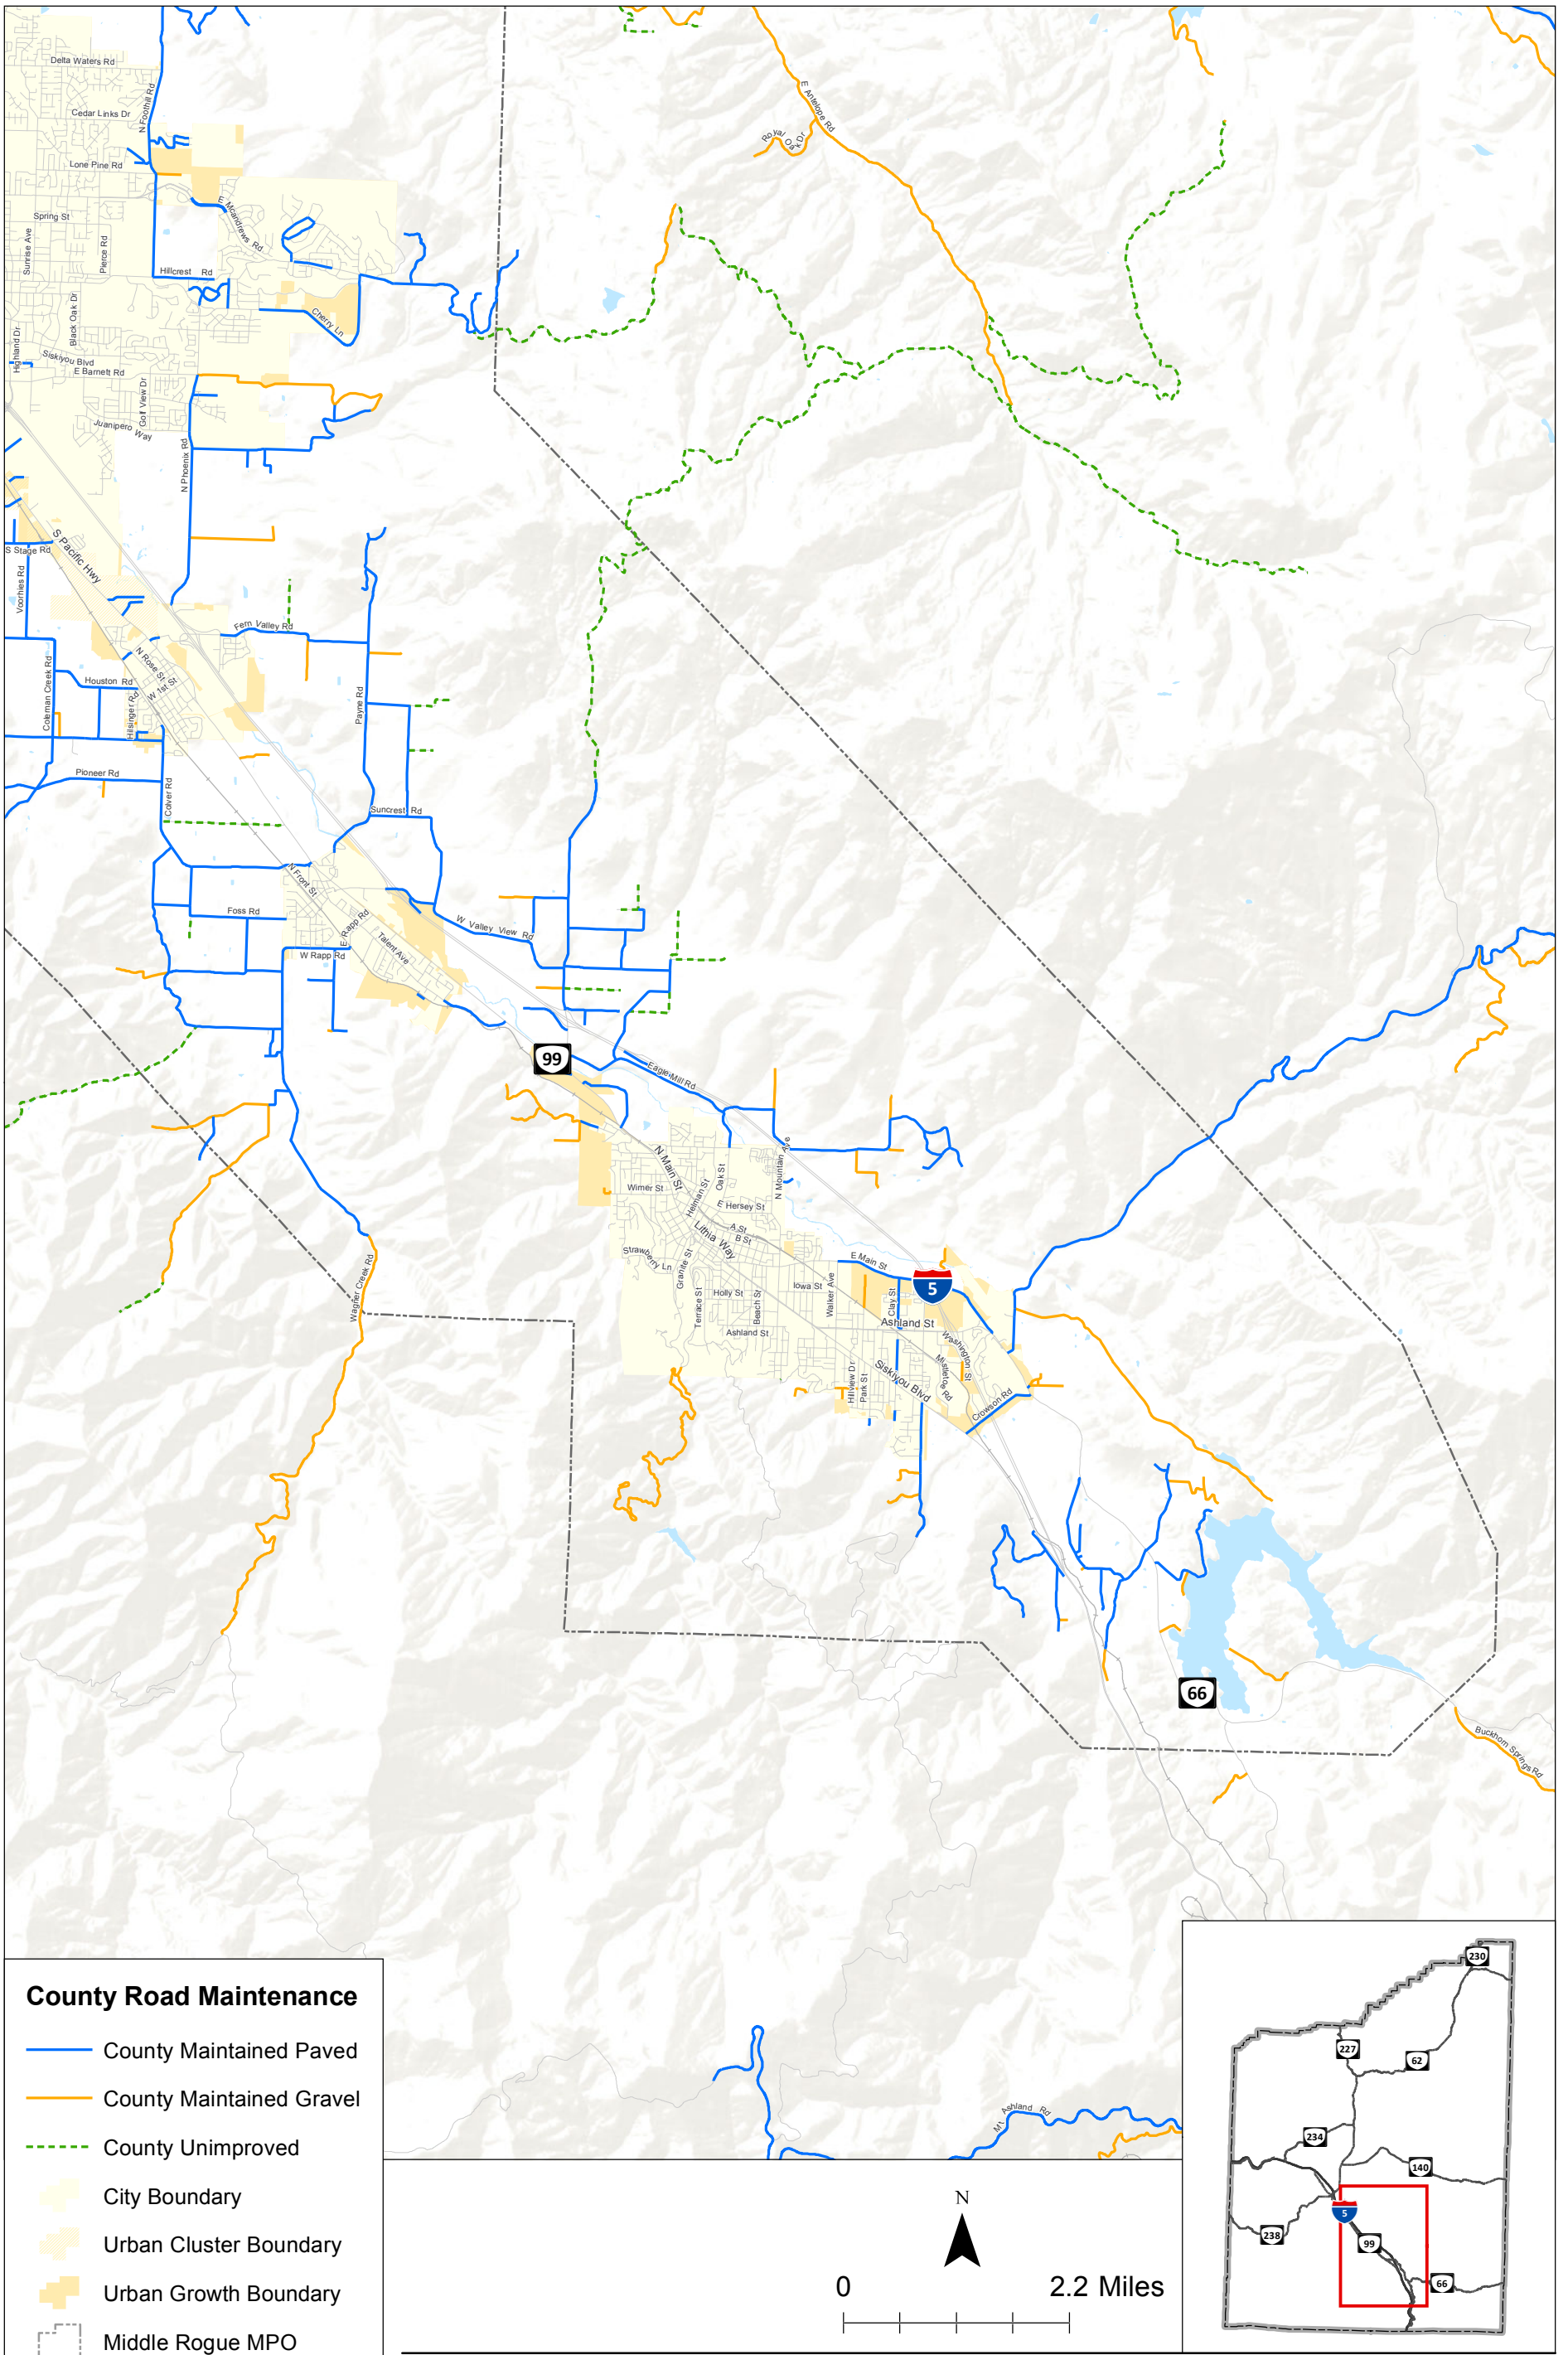 Delta Waters Rd
N Foothill Rd
Cedar Links Dr
Lone Pine Rd
E Antelope Rd
Royal Oak Dr
Spring St
E Mcandrews Rd
Sunrise Ave
Pierce Rd
Hillcrest Rd
Black Oak Dr
Cherry Ln
Highland Dr
Siskiyou Blvd
E Barnett Rd
Golf View Dr
Juanipero Way
N Phoenix Rd
S Pacific Hwy
S Stage Rd
Voorhies Rd
Fern Valley Rd
N Rose St
W 1st St
Coleman Creek Rd
Houston Rd
Hilsinger Rd
Payne Rd
Pioneer Rd
Colver Rd
Suncrest Rd
N Front St
Foss Rd
E Rapp Rd
W Valley View Rd
Talent Ave
W Rapp Rd
99
Eagle Mill Rd
N Main St
N Mountain Ave
Oak St
Wimer St
Helman St
E Hersey St
A St
B St
Lithia Way
Strawberry Ln
Granite St
E Main St
Wagner Creek Rd
5
Iowa St
Walker Ave
Holly St
Terrace St
Beach St
Clay St
Ashland St
Ashland St
Washington St
Mistletoe Rd
Siskiyou Blvd
Hillview Dr
Park St
Crowson Rd
66
Buckhorn Springs Rd
Mt Ashland Rd
County Road Maintenance
County Maintained Paved
County Maintained Gravel
County Unimproved
City Boundary
Urban Cluster Boundary
Urban Growth Boundary
Middle Rogue MPO
N
0 2.2 Miles
230
227
62
234
140
5
238
99
66